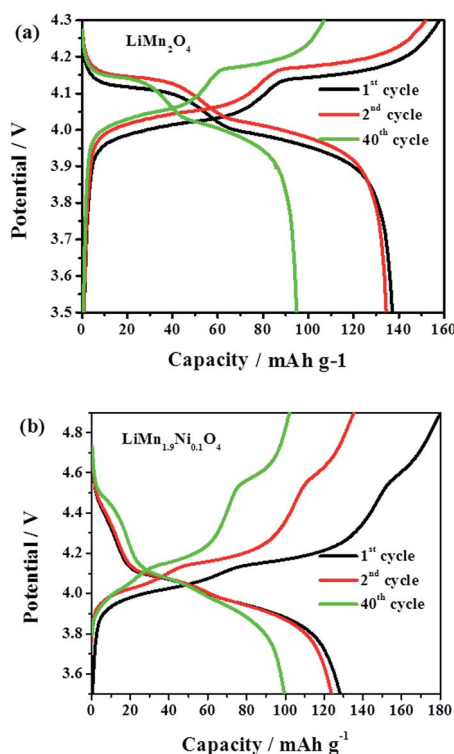 (a)
LiMn2O4
4.3
4.2
4.1
4.0
3.9
3.8
3.7
3.6
3.5
Potential / V
1st cycle
2nd cycle
40th cycle
0 20 40 60 80 100 120 140 160
Capacity / mAh g-1
(b)
LiMn1.9Ni0.1O4
4.8
4.6
4.4
4.2
4.0
3.8
3.6
Potential / V
1st cycle
2nd cycle
40th cycle
0 20 40 60 80 100 120 140 160 180
Capacity / mAh g-1